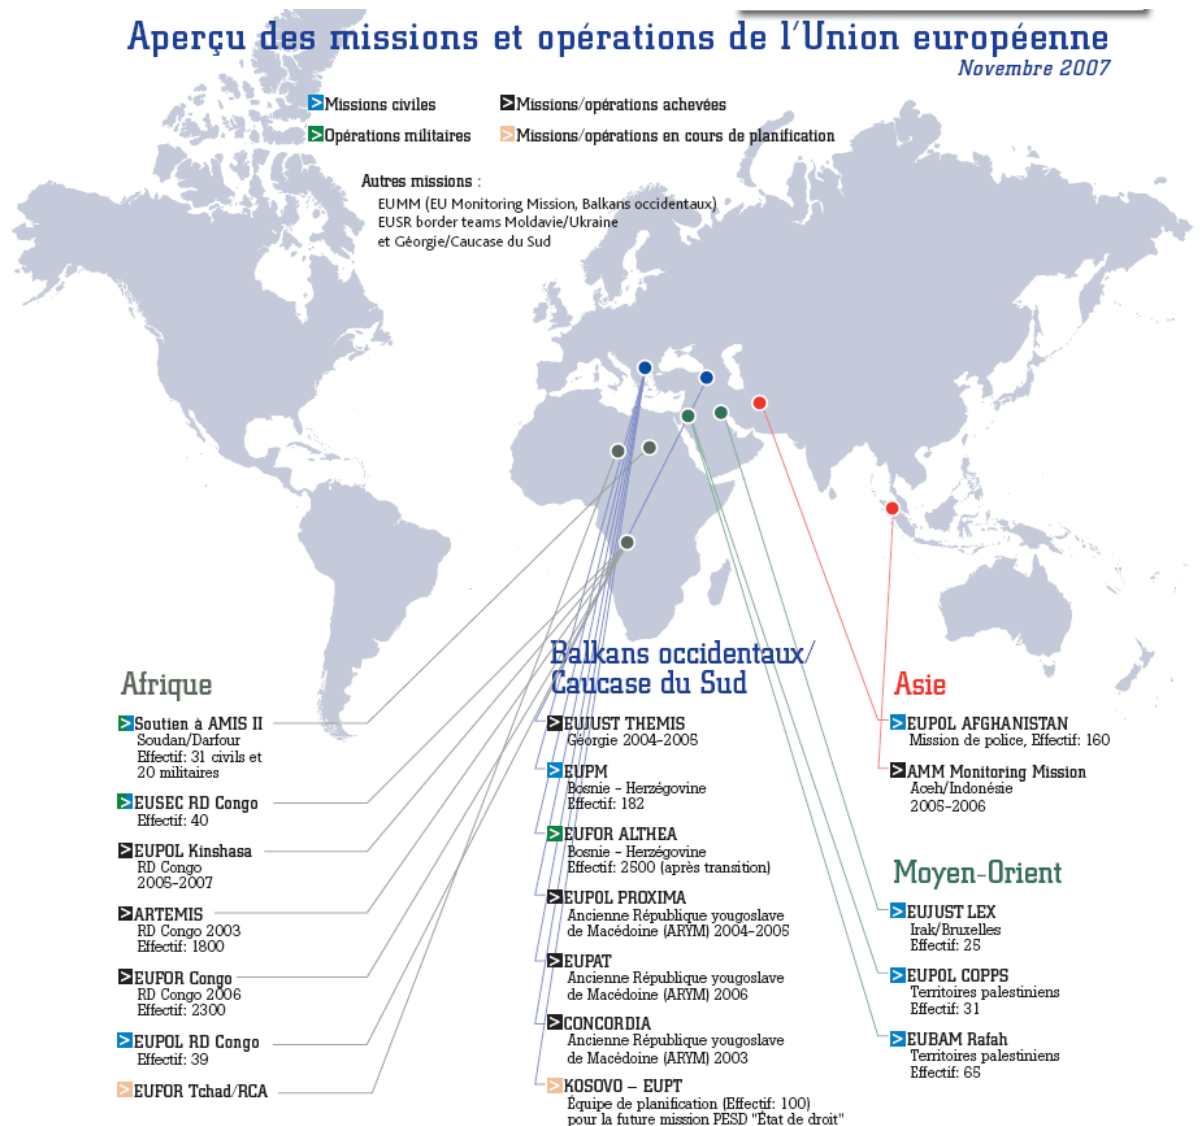 Aperçu des missions et opérations de l'Union européenne
Novembre 2007
Missions civiles
Missions/opérations achevées
Opérations militaires
Missions/opérations en cours de planification
Autres missions :
EUMM (EU Monitoring Mission, Balkans occidentaux)
EUSR border teams Moldavie/Ukraine
et Géorgie/Caucase du Sud
Afrique
Soutien à AMIS II
Soudan/Darfour
Effectif: 31 civils et
20 militaires
EUSEC RD Congo
Effectif: 40
EUPOL Kinshasa
RD Congo
2005-2007
ARTEMIS
RD Congo 2003
Effectif: 1800
EUFOR Congo
RD Congo 2006
Effectif: 2300
EUPOL RD Congo
Effectif: 39
EUFOR Tchad/RCA
Balkans occidentaux/
Caucase du Sud
EUJUST THEMIS
Géorgie 2004-2005
EUPM
Bosnie - Herzégovine
Effectif: 182
EUFOR ALTHEA
Bosnie - Herzégovine
Effectif: 2500 (après transition)
EUPOL PROXIMA
Ancienne République yougoslave
de Macédoine (ARYM) 2004-2005
EUPAT
Ancienne République yougoslave
de Macédoine (ARYM) 2006
CONCORDIA
Ancienne République yougoslave
de Macédoine (ARYM) 2003
KOSOVO – EUPT
Équipe de planification (Effectif: 100)
pour la future mission PESD "État de droit"
Asie
EUPOL AFGHANISTAN
Mission de police, Effectif: 160
AMM Monitoring Mission
Aceh/Indonésie
2005-2006
Moyen-Orient
EUJUST LEX
Irak/Bruxelles
Effectif: 25
EUPOL COPPS
Territoires palestiniens
Effectif: 31
EUBAM Rafah
Territoires palestiniens
Effectif: 65